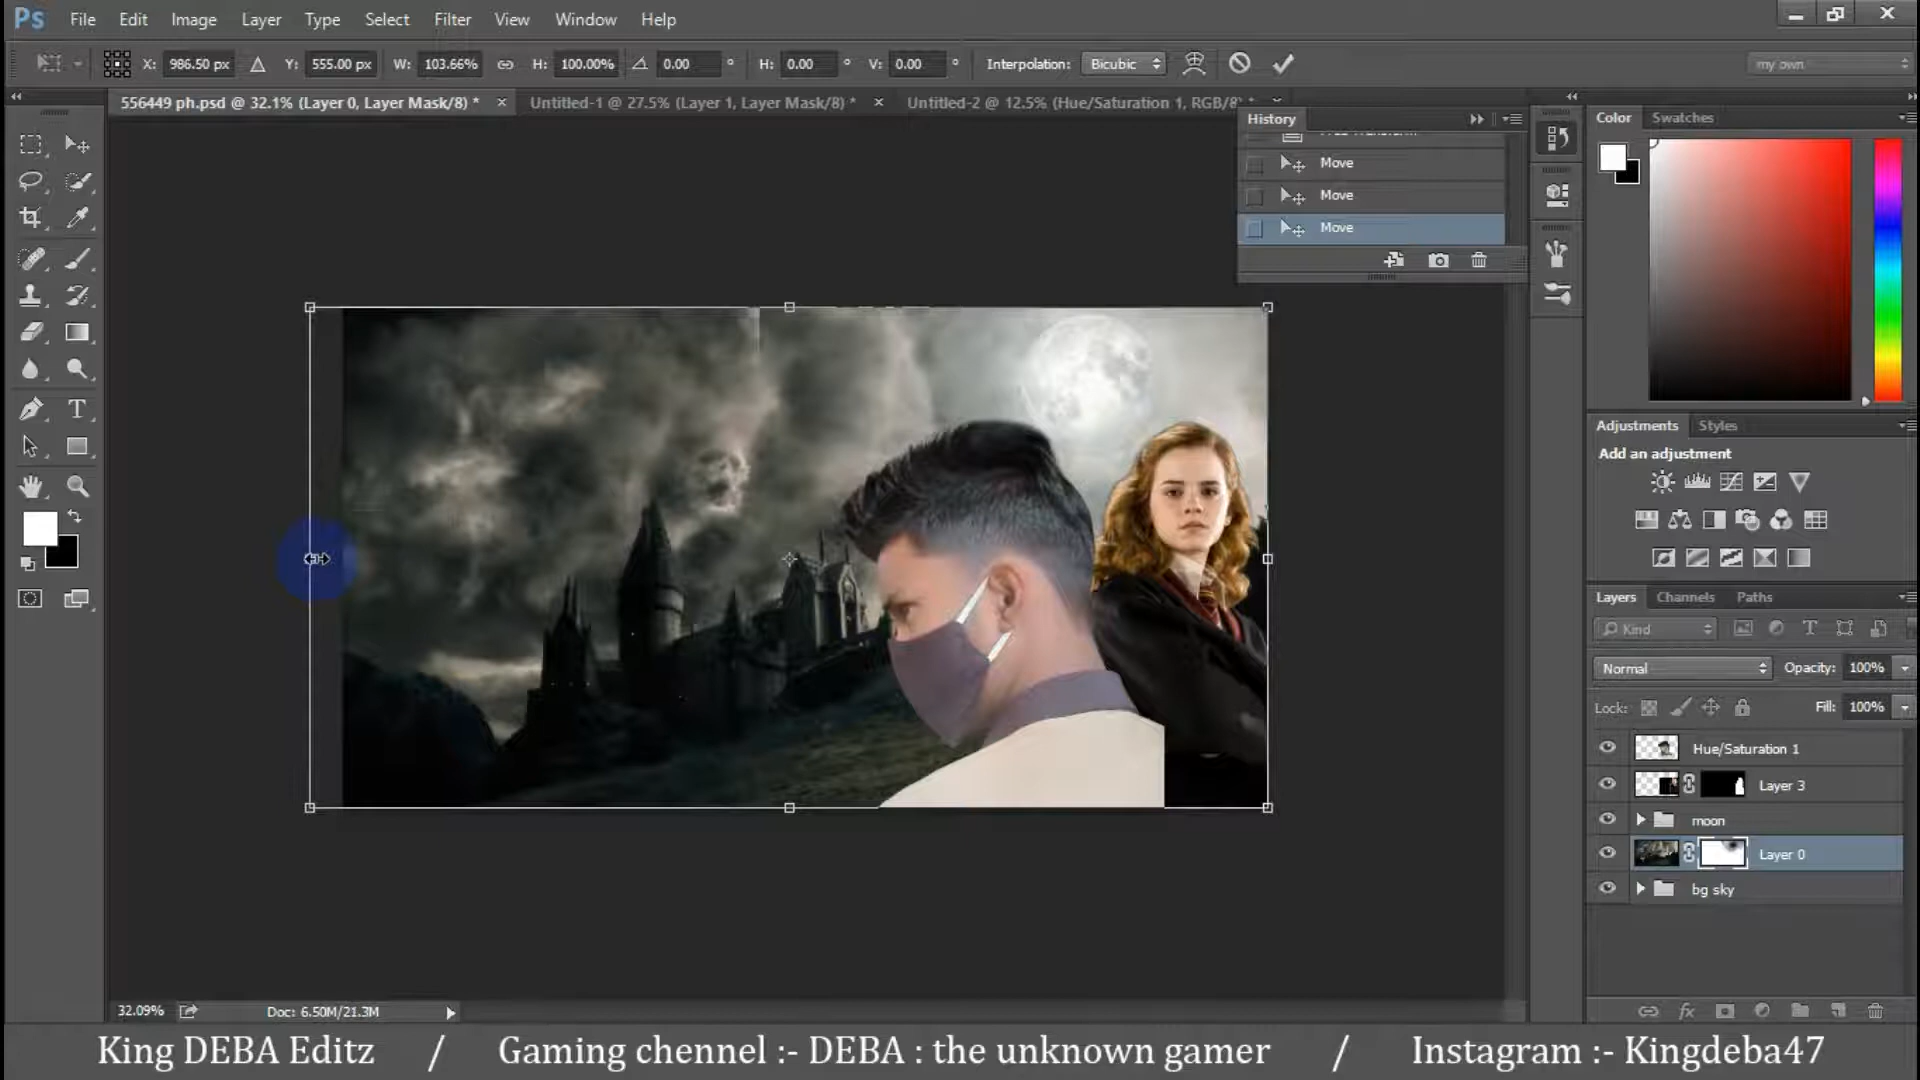 Ps File Edit Image Layer Type Select Filter View Window Help
X: 986.50 px Y: 555.00 px W: 103.66% H: 100.00% 0.00 ° H: 0.00 ° V: 0.00 ° Interpolation: Bicubic my own
556449 ph.psd @ 32.1% (Layer 0, Layer Mask/8) * Untitled-1 @ 27.5% (Layer 1, Layer Mask/8) * Untitled-2 @ 12.5% (Hue/Saturation 1, RGB/8) *
History
Move
Move
Move
Color Swatches
Adjustments Styles
Add an adjustment
Layers Channels Paths
Kind
Normal Opacity: 100%
Lock: Fill: 100%
Hue/Saturation 1
Layer 3
moon
Layer 0
bg sky
32.09% Doc: 6.50M/21.3M
King DEBA Editz / Gaming chennel :- DEBA : the unknown gamer / Instagram :- Kingdeba47